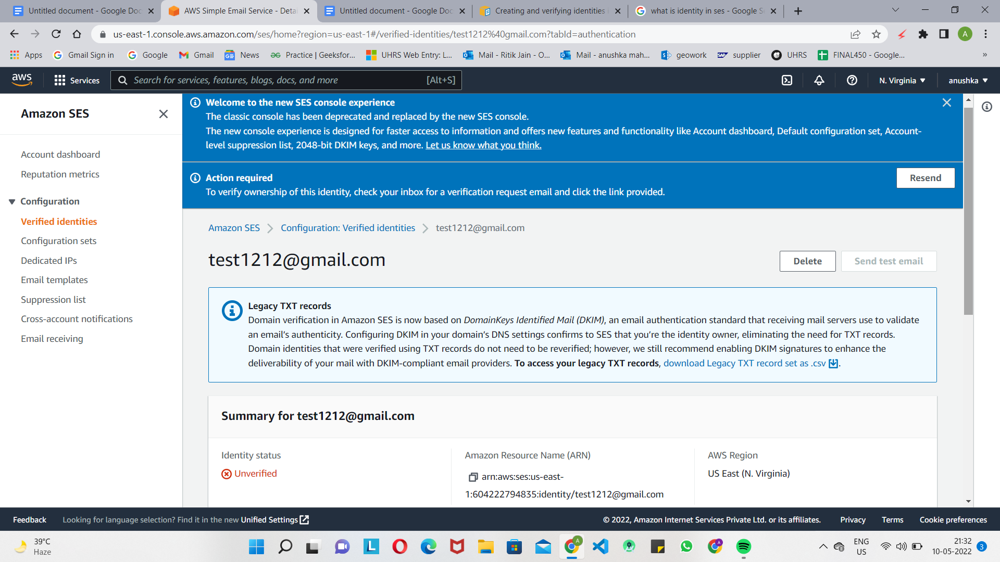 Untitled document - Google Doc
AWS Simple Email Service - Detai
Untitled document - Google Doc
Creating and verifying identities i
what is identity in ses - Google S
us-east-1.console.aws.amazon.com/ses/home?region=us-east-1#/verified-identities/test1212%40gmail.com?tabId=authentication
A
Apps
Gmail Sign in
Google
Gmail
News
Practice | Geeksfor...
UHRS Web Entry: L...
Mail - Ritik Jain - O...
Mail - anushka mah...
geowork
supplier
UHRS
FINAL450 - Google...
»
aws
Services
Search for services, features, blogs, docs, and more
[Alt+S]
N. Virginia
anushka
Amazon SES
Account dashboard
Reputation metrics
Configuration
Verified identities
Configuration sets
Dedicated IPs
Email templates
Suppression list
Cross-account notifications
Email receiving
Welcome to the new SES console experience
The classic console has been deprecated and replaced by the new SES console.
The new console experience is designed for faster access to information and offers new features and functionality like Account dashboard, Default configuration set, Account-
level suppression list, 2048-bit DKIM keys, and more. Let us know what you think.
Action required
To verify ownership of this identity, check your inbox for a verification request email and click the link provided.
Resend
Amazon SES
Configuration: Verified identities
test1212@gmail.com
test1212@gmail.com
Delete
Send test email
Legacy TXT records
Domain verification in Amazon SES is now based on DomainKeys Identified Mail (DKIM), an email authentication standard that receiving mail servers use to validate
an email's authenticity. Configuring DKIM in your domain's DNS settings confirms to SES that you're the identity owner, eliminating the need for TXT records.
Domain identities that were verified using TXT records do not need to be reverified; however, we still recommend enabling DKIM signatures to enhance the
deliverability of your mail with DKIM-compliant email providers. To access your legacy TXT records, download Legacy TXT record set as .csv.
Summary for test1212@gmail.com
Identity status
Unverified
Amazon Resource Name (ARN)
arn:aws:ses:us-east-
1:604222794835:identity/test1212@gmail.com
AWS Region
US East (N. Virginia)
Feedback
Looking for language selection? Find it in the new Unified Settings
© 2022, Amazon Internet Services Private Ltd. or its affiliates.
Privacy
Terms
Cookie preferences
39°C
Haze
ENG
US
21:32
10-05-2022
3